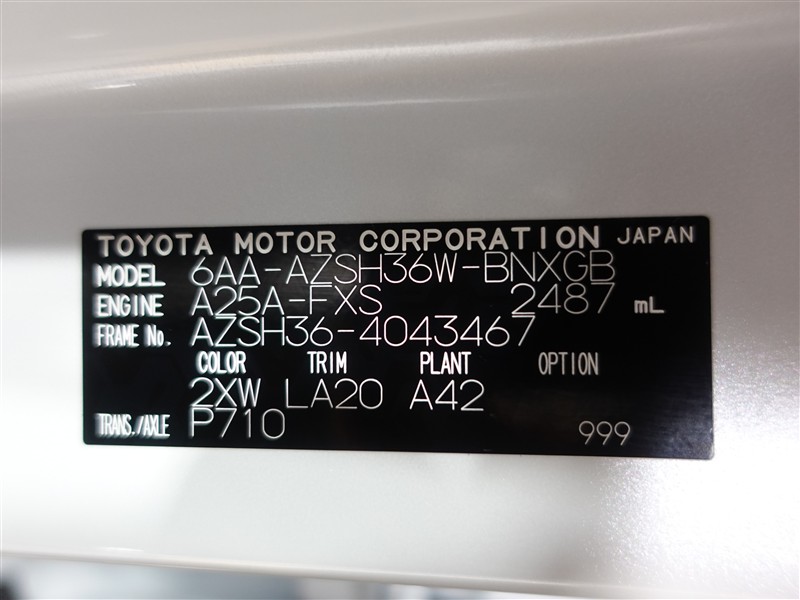 TOYOTA MOTOR CORPORATION JAPAN
MODEL 6AA-AZSH36W-BNXGB
ENGINE A25A-FXS 2487 mL
FRAME No. AZSH36-4043467
COLOR TRIM PLANT OPTION
2XW LA20 A42
TRANS./AXLE P710 999